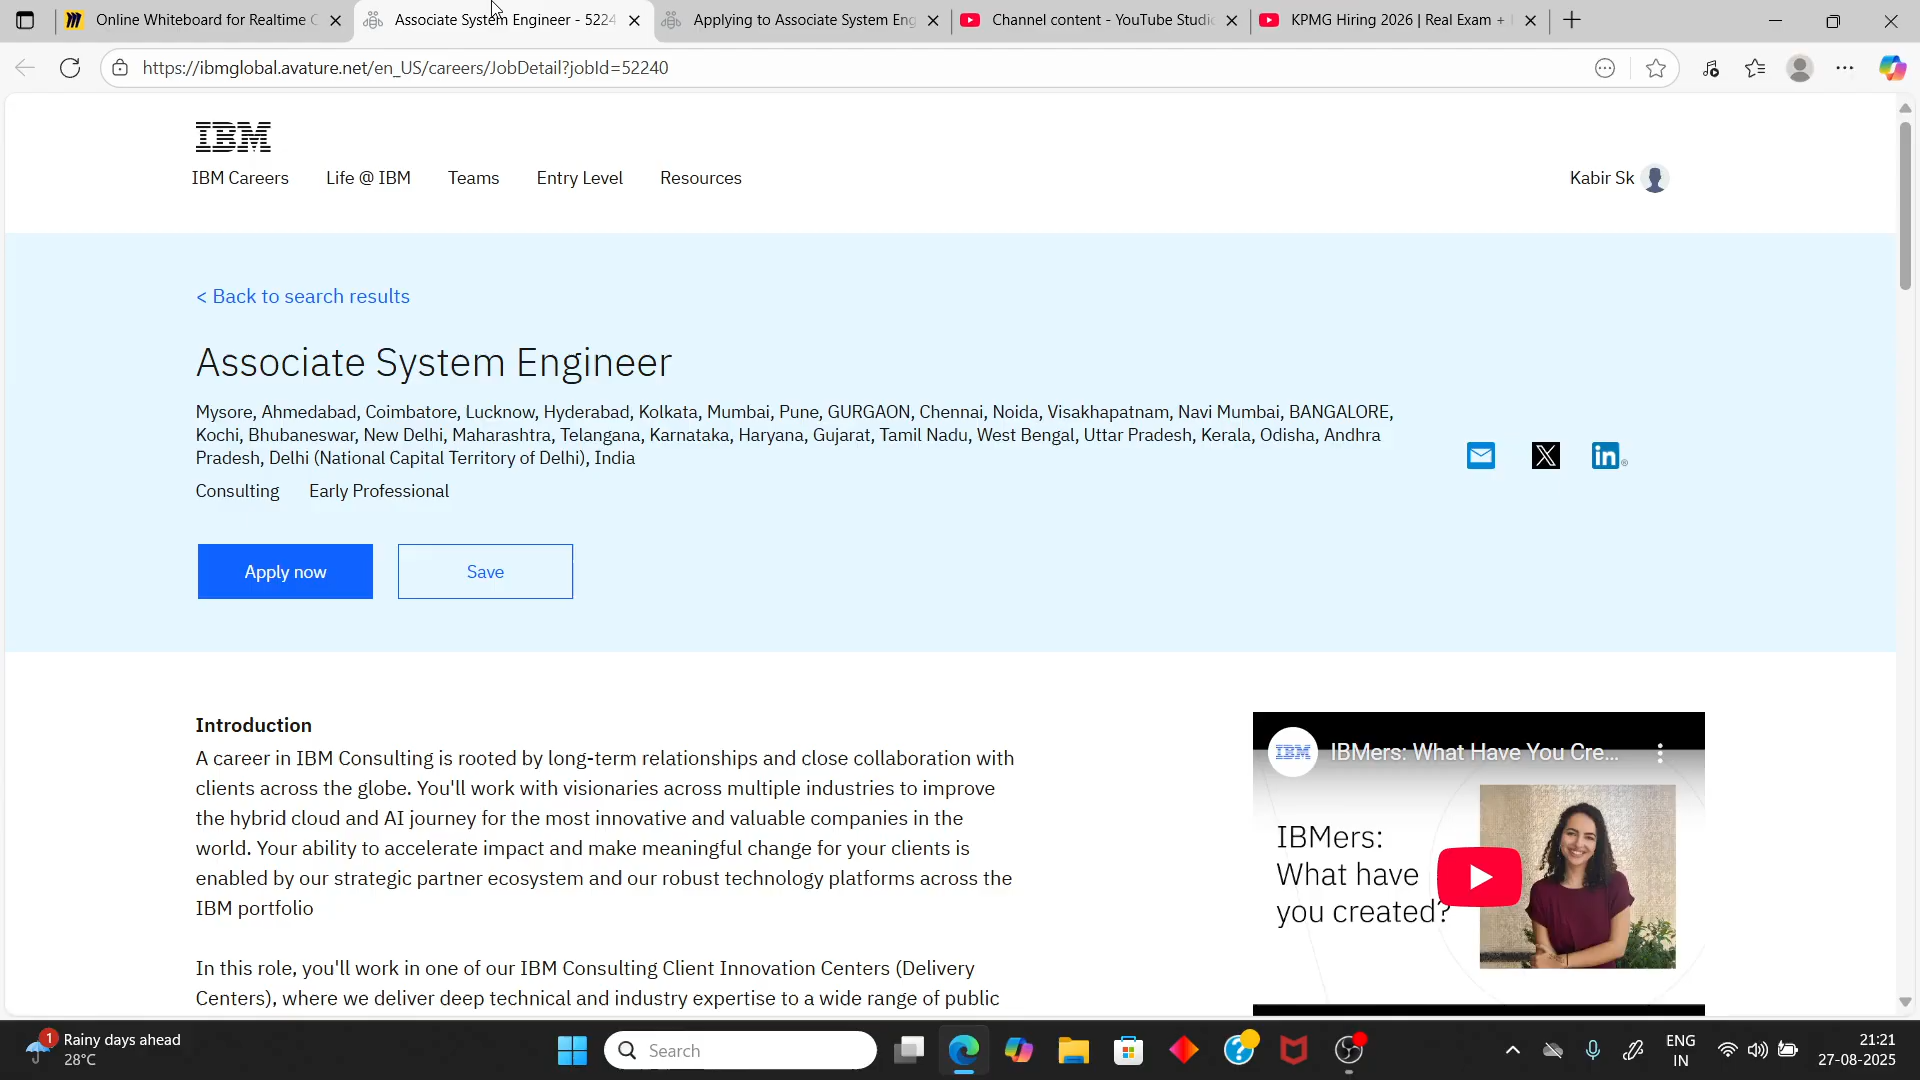 Online Whiteboard for Realtime C
Associate System Engineer - 5224
Applying to Associate System Eng
Channel content - YouTube Studio
KPMG Hiring 2026 | Real Exam +
https://ibmglobal.avature.net/en_US/careers/JobDetail?jobId=52240
IBM
IBM Careers Life @ IBM Teams Entry Level Resources
Kabir Sk
< Back to search results
Associate System Engineer
Mysore, Ahmedabad, Coimbatore, Lucknow, Hyderabad, Kolkata, Mumbai, Pune, GURGAON, Chennai, Noida, Visakhapatnam, Navi Mumbai, BANGALORE,
Kochi, Bhubaneswar, New Delhi, Maharashtra, Telangana, Karnataka, Haryana, Gujarat, Tamil Nadu, West Bengal, Uttar Pradesh, Kerala, Odisha, Andhra
Pradesh, Delhi (National Capital Territory of Delhi), India
Consulting Early Professional
in
Apply now
Save
Introduction
A career in IBM Consulting is rooted by long-term relationships and close collaboration with
clients across the globe. You'll work with visionaries across multiple industries to improve
the hybrid cloud and AI journey for the most innovative and valuable companies in the
world. Your ability to accelerate impact and make meaningful change for your clients is
enabled by our strategic partner ecosystem and our robust technology platforms across the
IBM portfolio
In this role, you'll work in one of our IBM Consulting Client Innovation Centers (Delivery
Centers), where we deliver deep technical and industry expertise to a wide range of public
IBM
IBMers: What Have You Cre...
IBMers:
What have
you created?
1
Rainy days ahead
28°C
Search
ENG
IN
21:21
27-08-2025